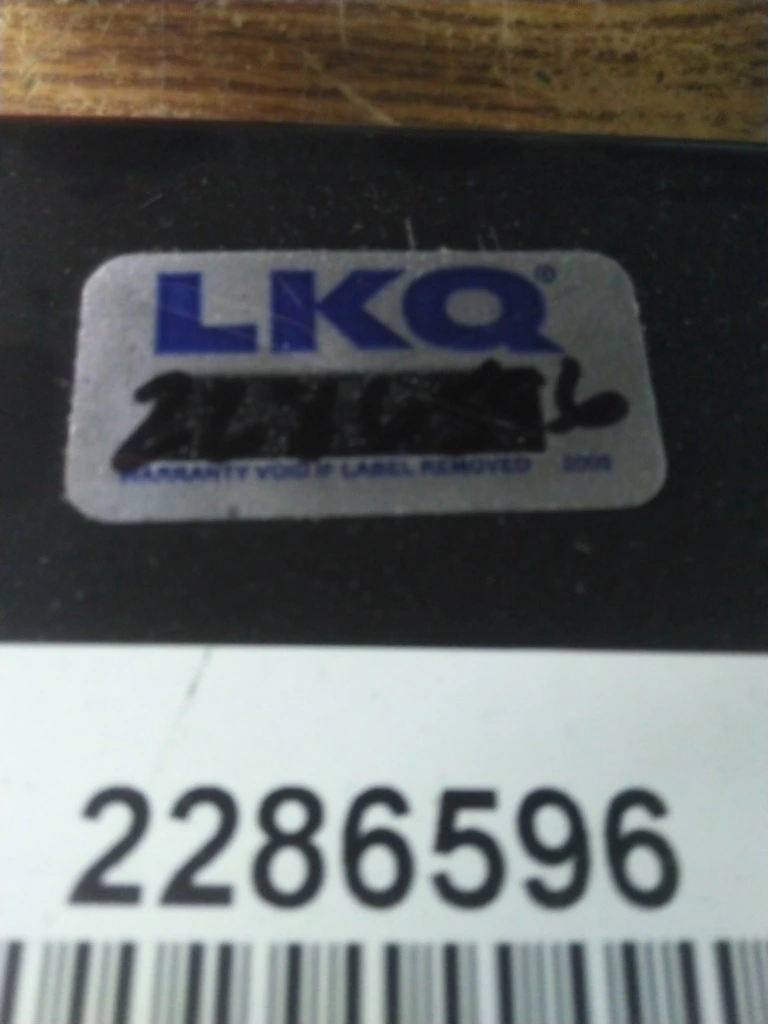 LKQ®
WARRANTY VOID IF LABEL REMOVED
2286596